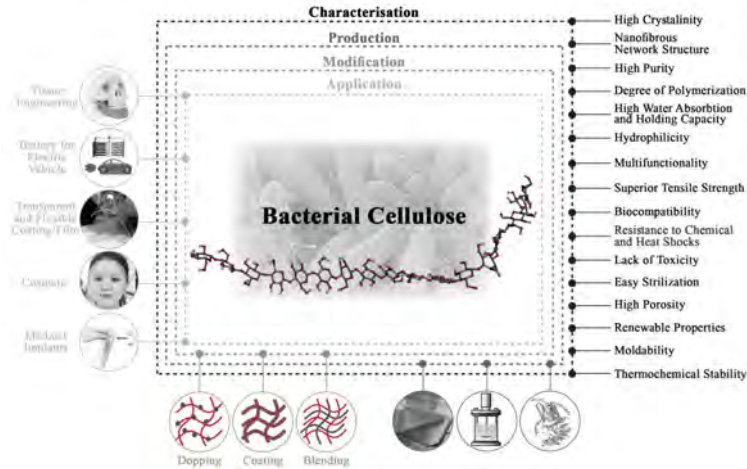 Characterisation
Production
Modification
Application
Tissue
Engineering
Battery for
Electric
Vehicle
Transparent
and Flexible
Coating/Film
Cosmetic
Medical
Implants
Bacterial Cellulose
High Crystalinity
Nanofibrous
Network Structure
High Purity
Degree of Polymerization
High Water Absorbtion
and Holding Capacity
Hydrophilicity
Multifunctionality
Superior Tensile Strength
Biocompatibility
Resistance to Chemical
and Heat Shocks
Lack of Toxicity
Easy Strilization
High Porosity
Renewable Properties
Moldability
Thermochemical Stability
Dopping
Coating
Blending